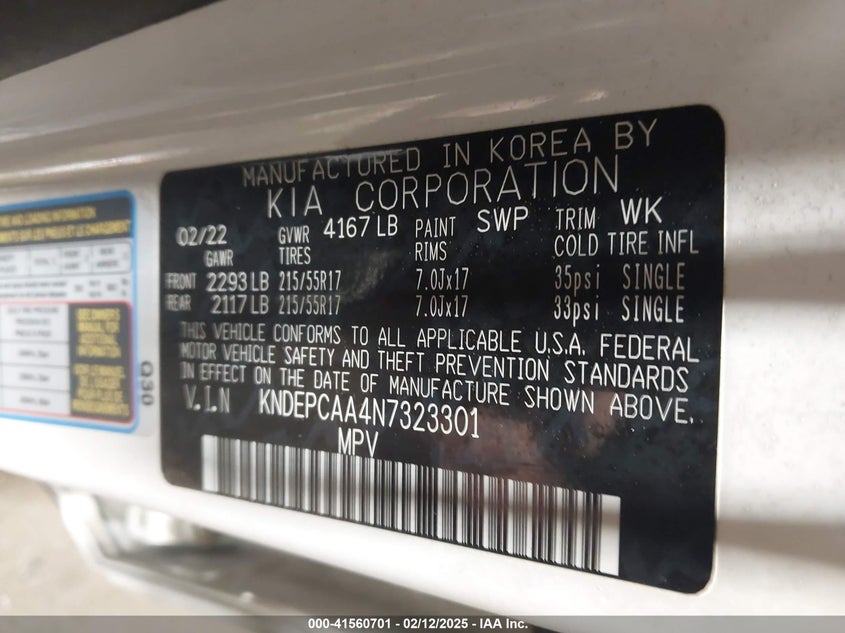 MANUFACTURED IN KOREA BY
KIA CORPORATION
02/22 GVWR 4167 LB PAINT SWP TRIM WK
GAWR TIRES RIMS COLD TIRE INFL
FRONT 2293 LB 215/55R17 7.0Jx17 35psi SINGLE
REAR 2117 LB 215/55R17 7.0Jx17 33psi SINGLE
THIS VEHICLE CONFORMS TO ALL APPLICABLE U.S.A. FEDERAL
MOTOR VEHICLE SAFETY AND THEFT PREVENTION STANDARDS
IN EFFECT ON THE DATE OF MANUFACTURE SHOWN ABOVE.
V.I.N KNDEPCAA4N7323301
MPV
Q30
000-41560701 - 02/12/2025 - IAA Inc.